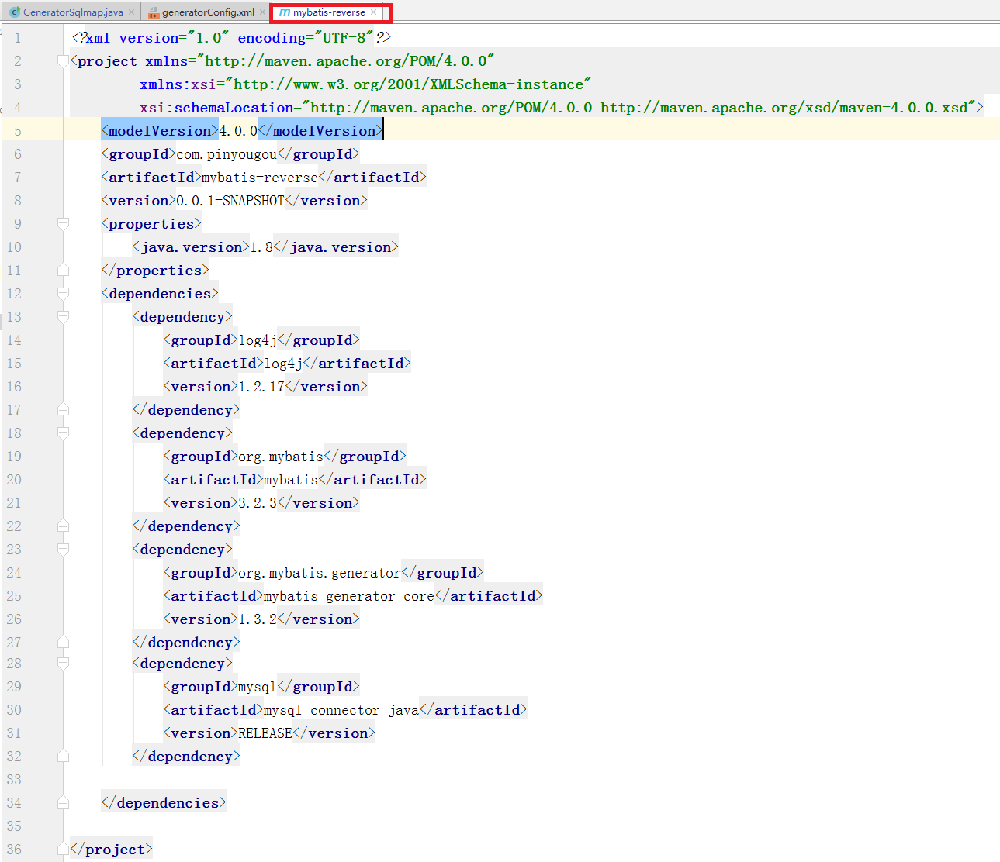 GeneratorSqlmap.java × generatorConfig.xml × m mybatis-reverse ×
1 <?xml version="1.0" encoding="UTF-8"?>
2 <project xmlns="http://maven.apache.org/POM/4.0.0"
3 xmlns:xsi="http://www.w3.org/2001/XMLSchema-instance"
4 xsi:schemaLocation="http://maven.apache.org/POM/4.0.0 http://maven.apache.org/xsd/maven-4.0.0.xsd">
5 <modelVersion>4.0.0</modelVersion>
6 <groupId>com.pinyougou</groupId>
7 <artifactId>mybatis-reverse</artifactId>
8 <version>0.0.1-SNAPSHOT</version>
9 <properties>
10 <java.version>1.8</java.version>
11 </properties>
12 <dependencies>
13 <dependency>
14 <groupId>log4j</groupId>
15 <artifactId>log4j</artifactId>
16 <version>1.2.17</version>
17 </dependency>
18 <dependency>
19 <groupId>org.mybatis</groupId>
20 <artifactId>mybatis</artifactId>
21 <version>3.2.3</version>
22 </dependency>
23 <dependency>
24 <groupId>org.mybatis.generator</groupId>
25 <artifactId>mybatis-generator-core</artifactId>
26 <version>1.3.2</version>
27 </dependency>
28 <dependency>
29 <groupId>mysql</groupId>
30 <artifactId>mysql-connector-java</artifactId>
31 <version>RELEASE</version>
32 </dependency>
33
34 </dependencies>
35
36 </project>